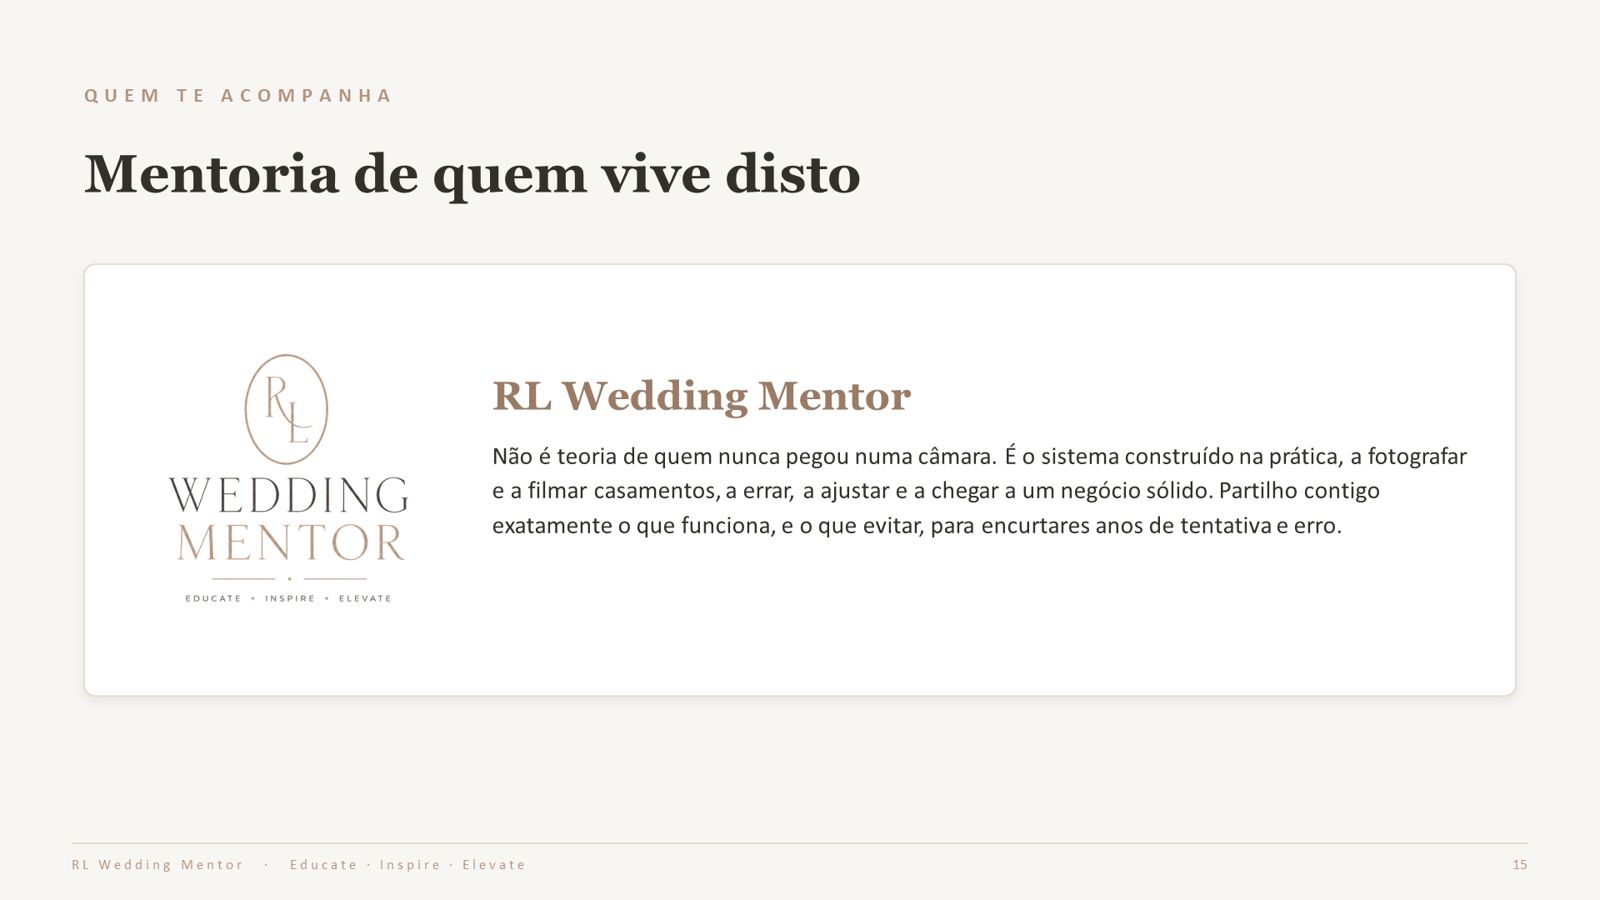 QUEM TE ACOMPANHA
Mentoria de quem vive disto
RL
WEDDING
MENTOR
EDUCATE • INSPIRE • ELEVATE
RL Wedding Mentor
Não é teoria de quem nunca pegou numa câmara. É o sistema construído na prática, a fotografar
e a filmar casamentos, a errar, a ajustar e a chegar a um negócio sólido. Partilho contigo
exatamente o que funciona, e o que evitar, para encurtares anos de tentativa e erro.
RL Wedding Mentor · Educate · Inspire · Elevate
15